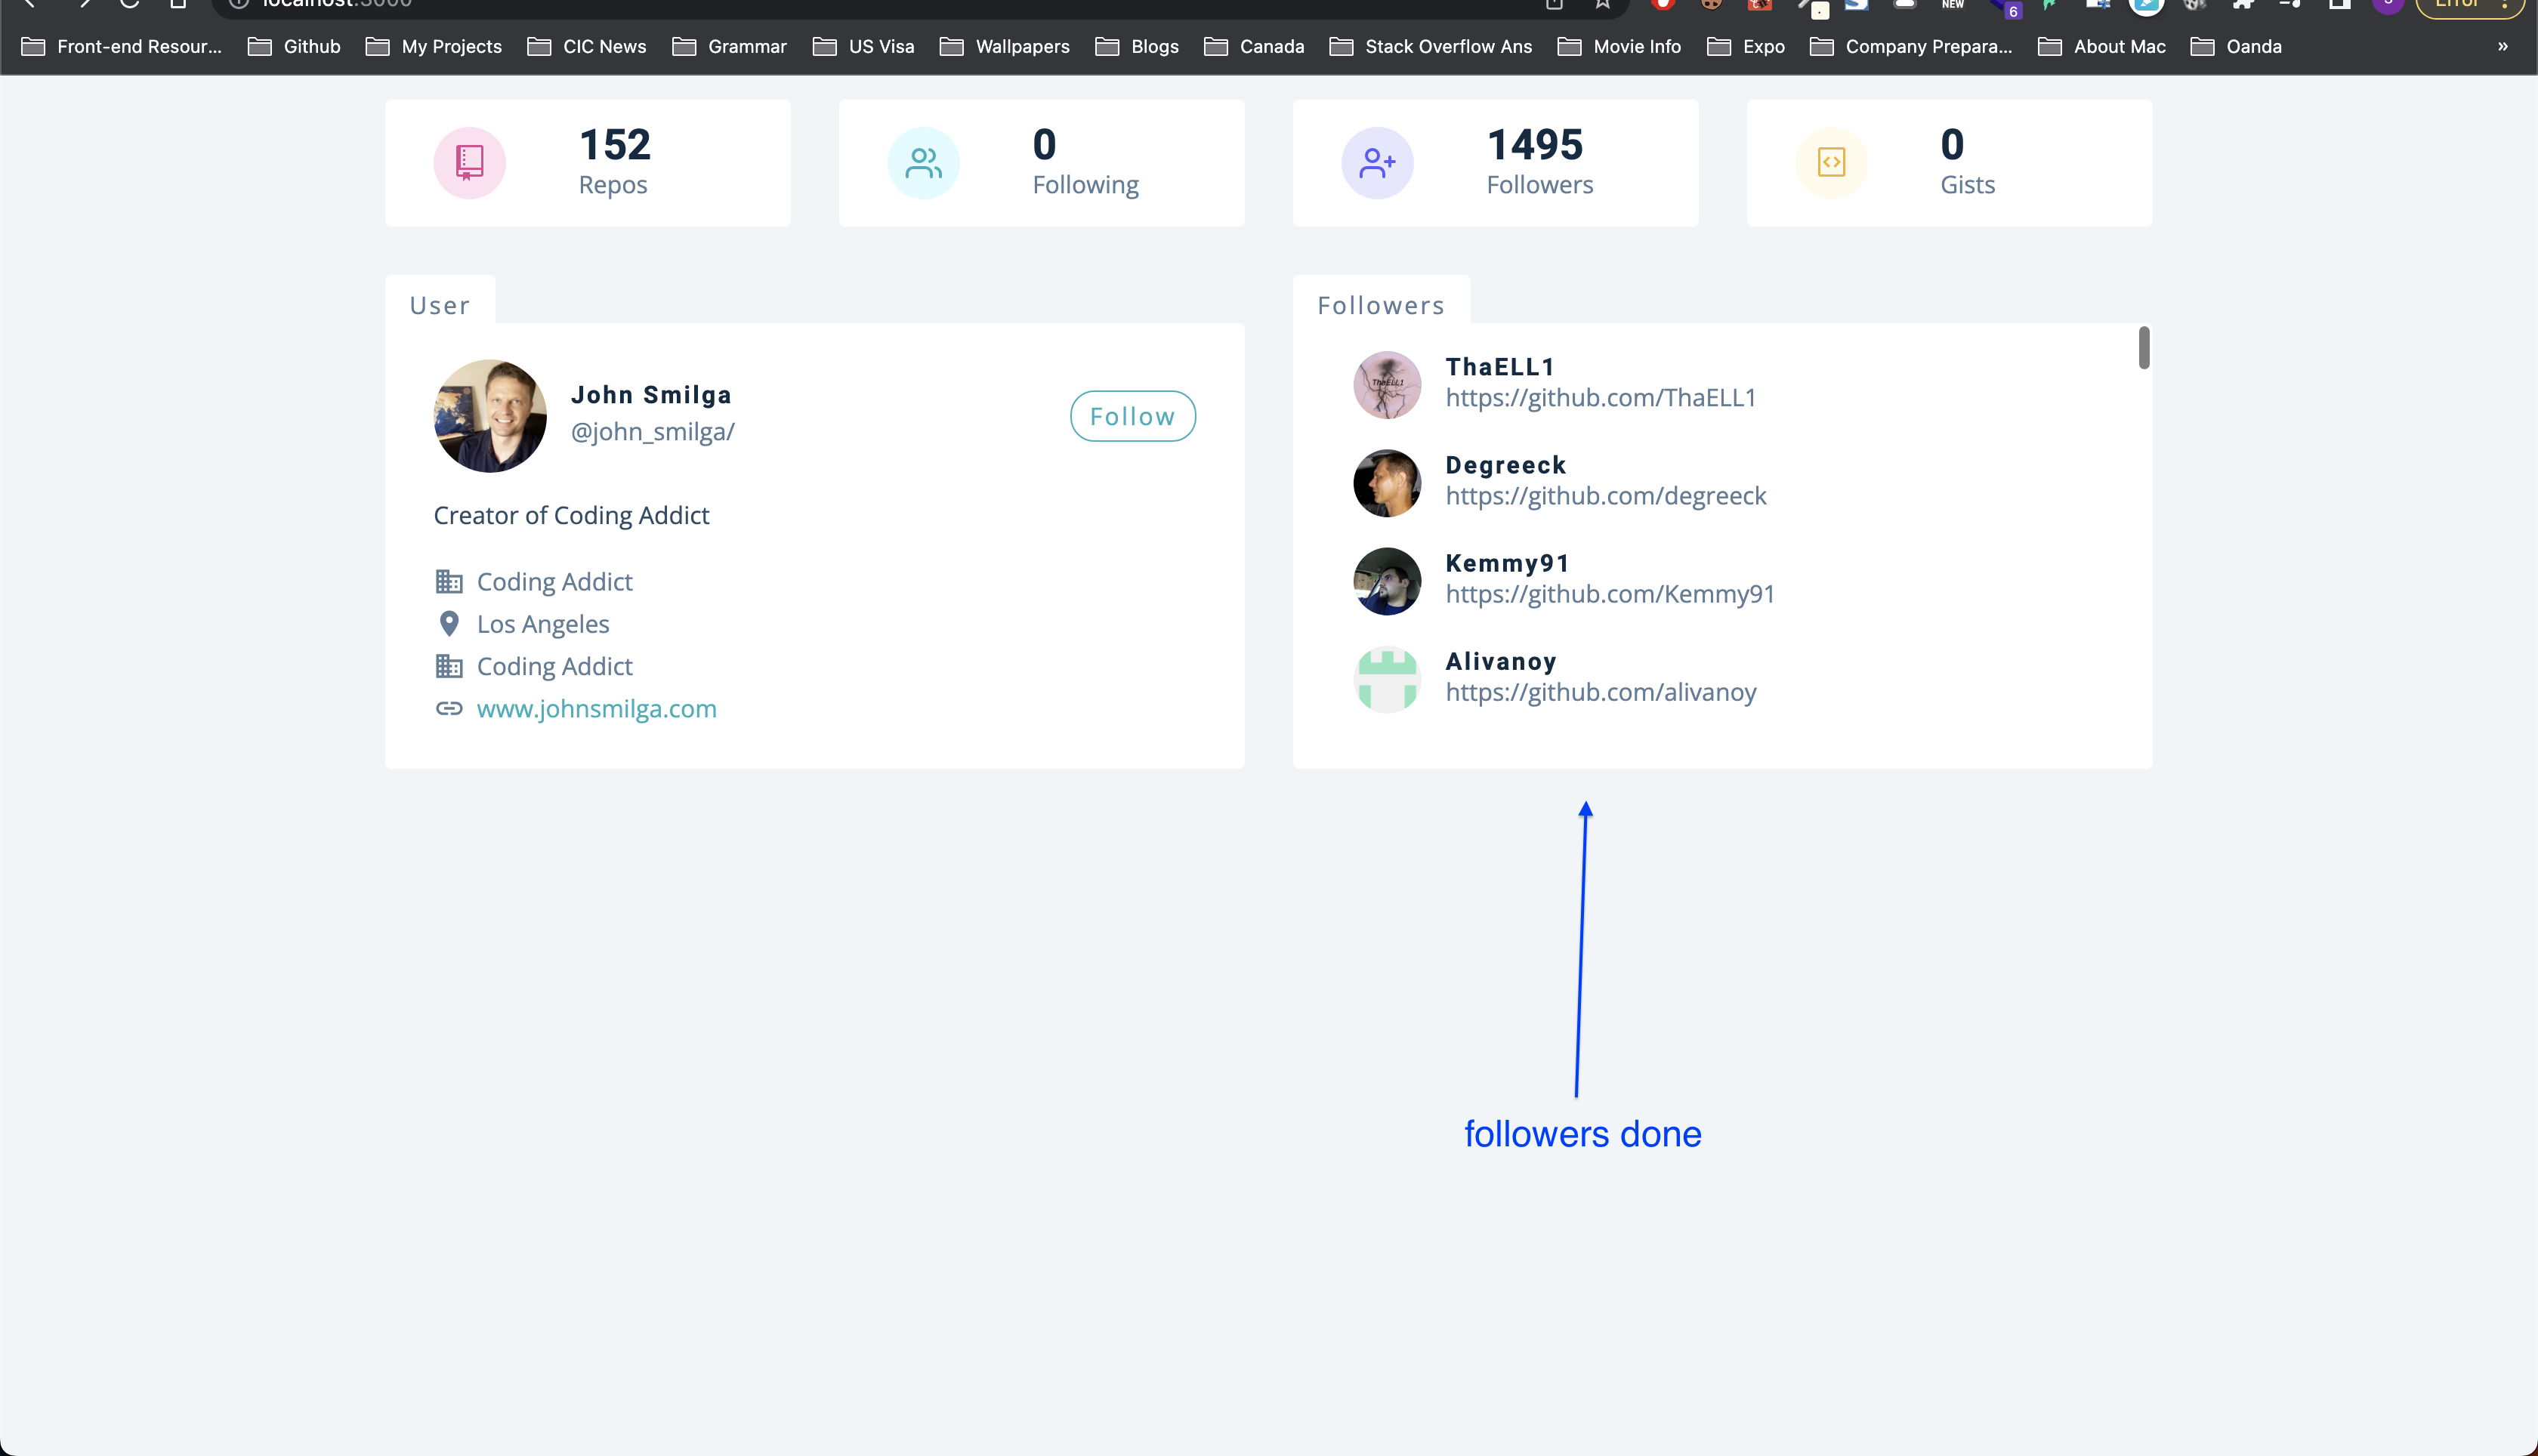 localhost:3000
NEW
6
Error
Front-end Resour...
Github
My Projects
CIC News
Grammar
US Visa
Wallpapers
Blogs
Canada
Stack Overflow Ans
Movie Info
Expo
Company Prepara...
About Mac
Oanda
»
152
Repos
0
Following
1495
Followers
0
Gists
User
John Smilga
@john_smilga/
Follow
Creator of Coding Addict
Coding Addict
Los Angeles
Coding Addict
www.johnsmilga.com
Followers
ThaELL1
ThaELL1
https://github.com/ThaELL1
Degreeck
https://github.com/degreeck
Kemmy91
https://github.com/Kemmy91
Alivanoy
https://github.com/alivanoy
followers done